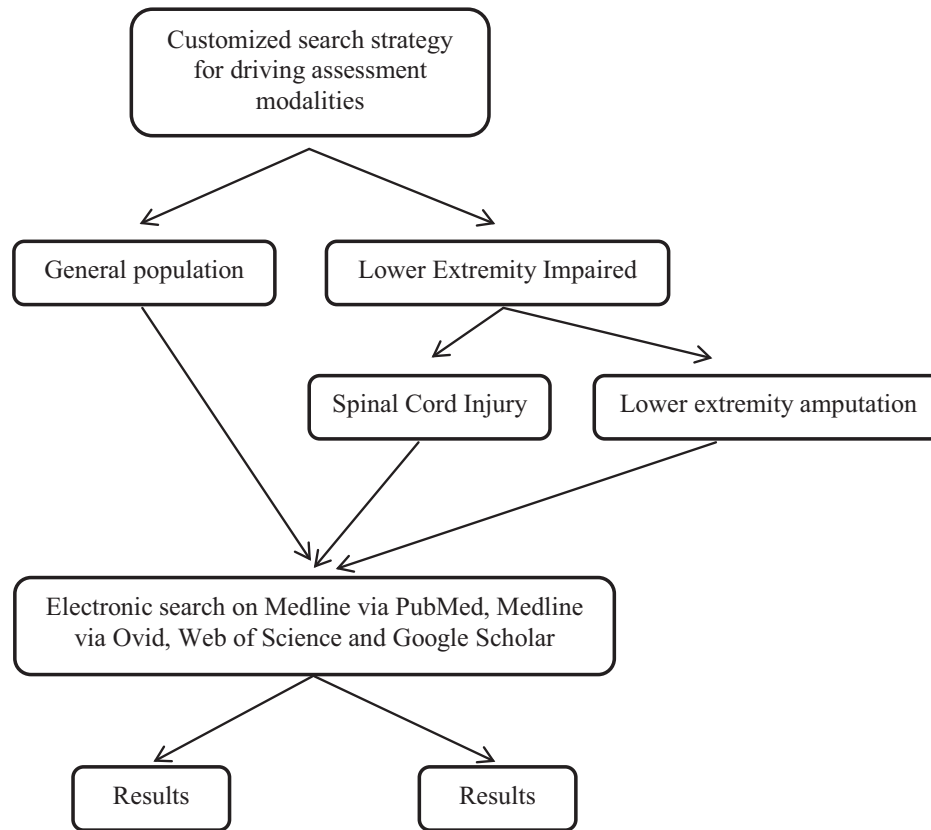 Customized search strategy
for driving assessment
modalities
General population
Lower Extremity Impaired
Spinal Cord Injury
Lower extremity amputation
Electronic search on Medline via PubMed, Medline
via Ovid, Web of Science and Google Scholar
Results
Results